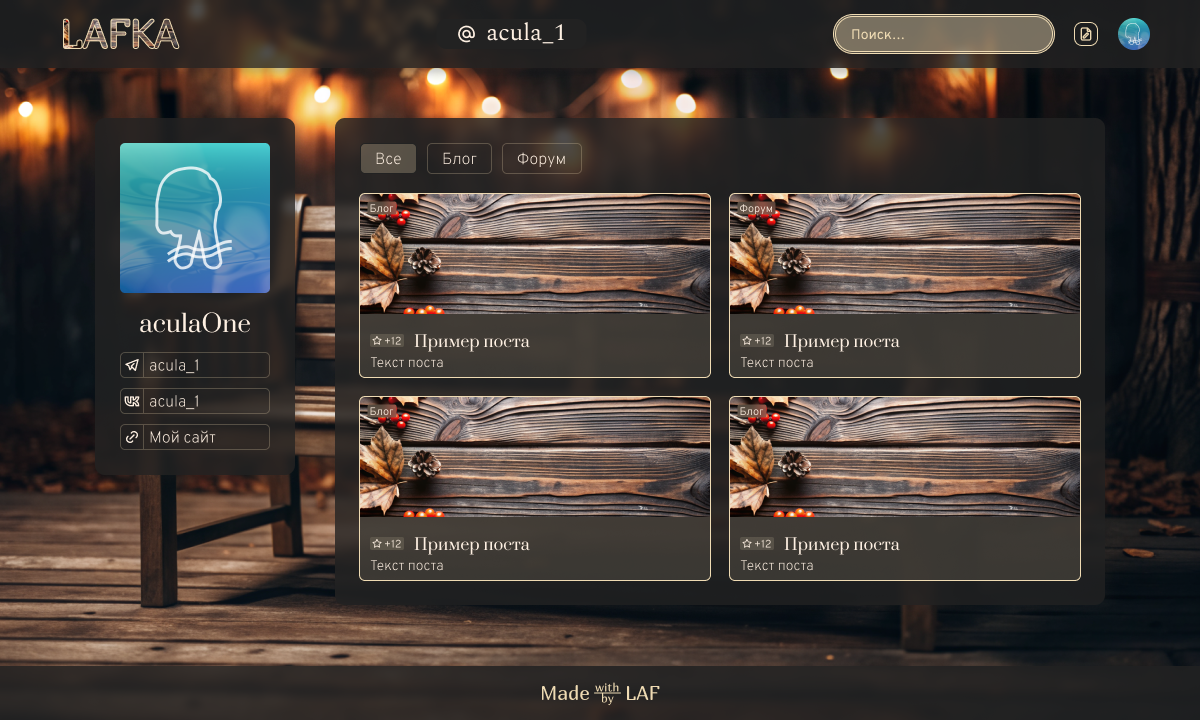 LAFKA
@ acula_1
Поиск...
aculaOne
acula_1
acula_1
Мой сайт
Все
Блог
Форум
Блог
+12 Пример поста
Текст поста
Форум
+12 Пример поста
Текст поста
Блог
+12 Пример поста
Текст поста
Блог
+12 Пример поста
Текст поста
Made with by LAF